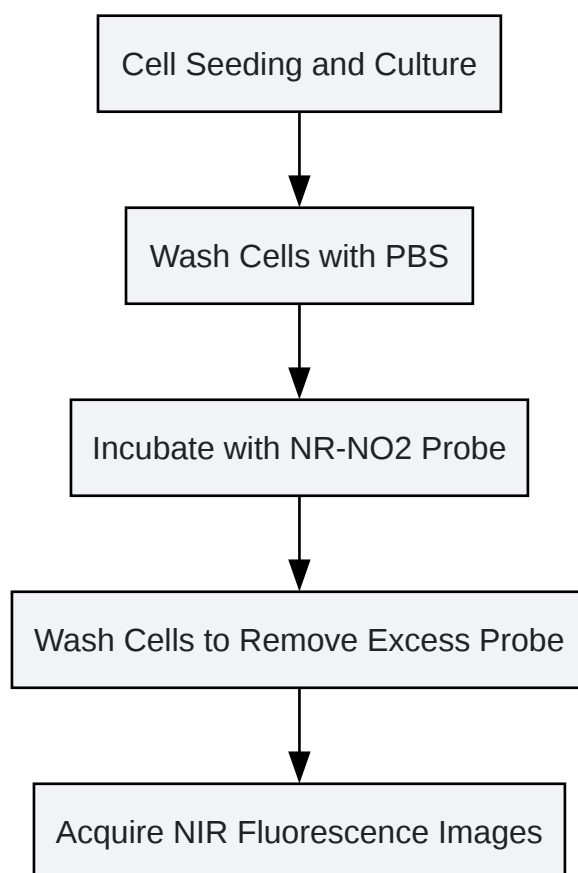 Cell Seeding and Culture
Wash Cells with PBS
Incubate with NR-NO2 Probe
Wash Cells to Remove Excess Probe
Acquire NIR Fluorescence Images